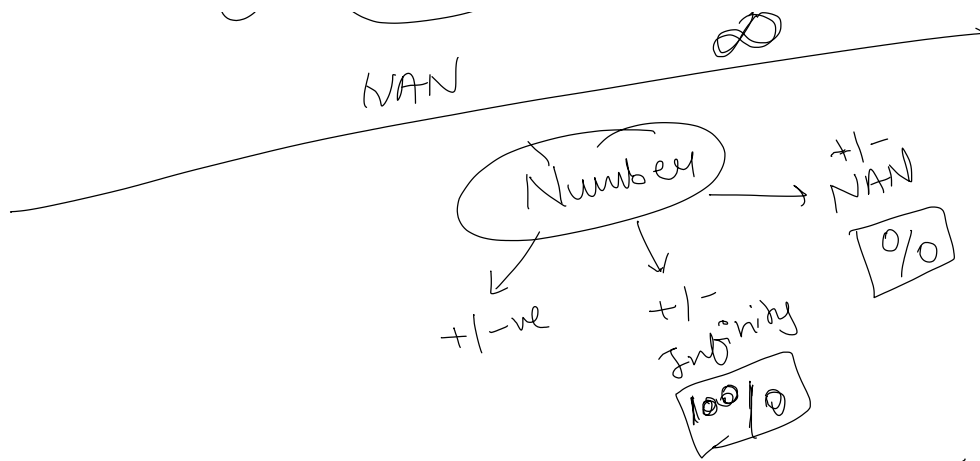 ∞
NAN
Number
+/-
NAN
0/0
+/-ve
+/-
Infinity
100/0